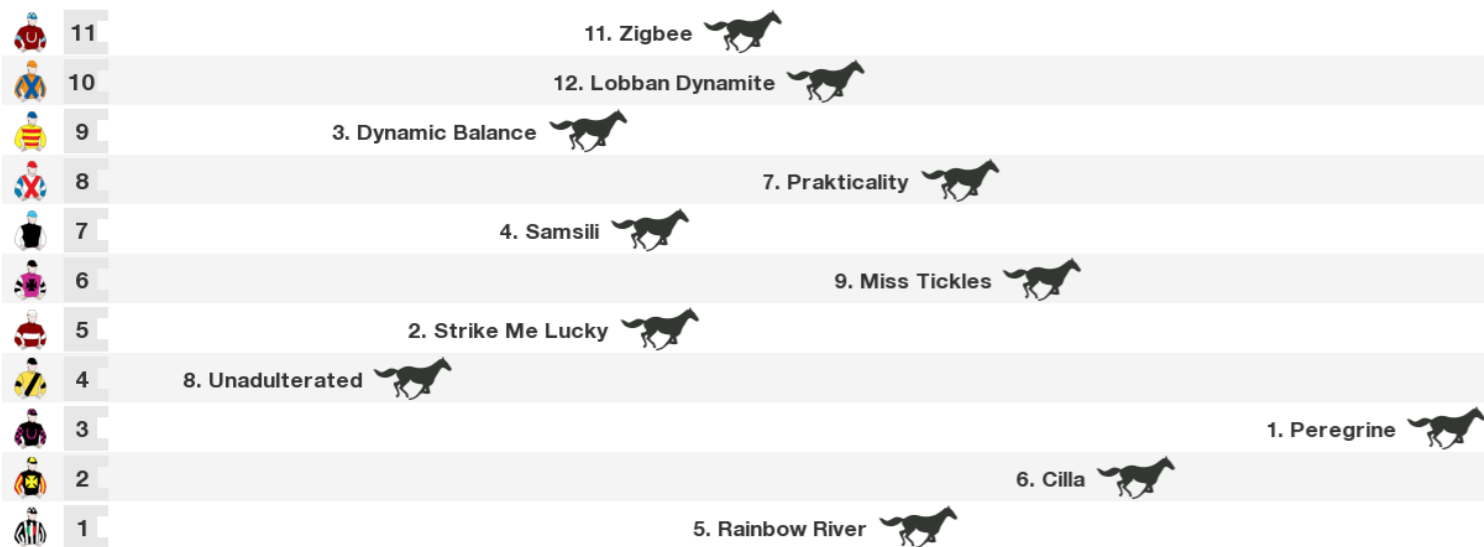 11 11. Zigbee
10 12. Lobban Dynamite
9 3. Dynamic Balance
8 7. Prakticality
7 4. Samsili
6 9. Miss Tickles
5 2. Strike Me Lucky
4 8. Unadulterated
3 1. Peregrine
2 6. Cilla
1 5. Rainbow River